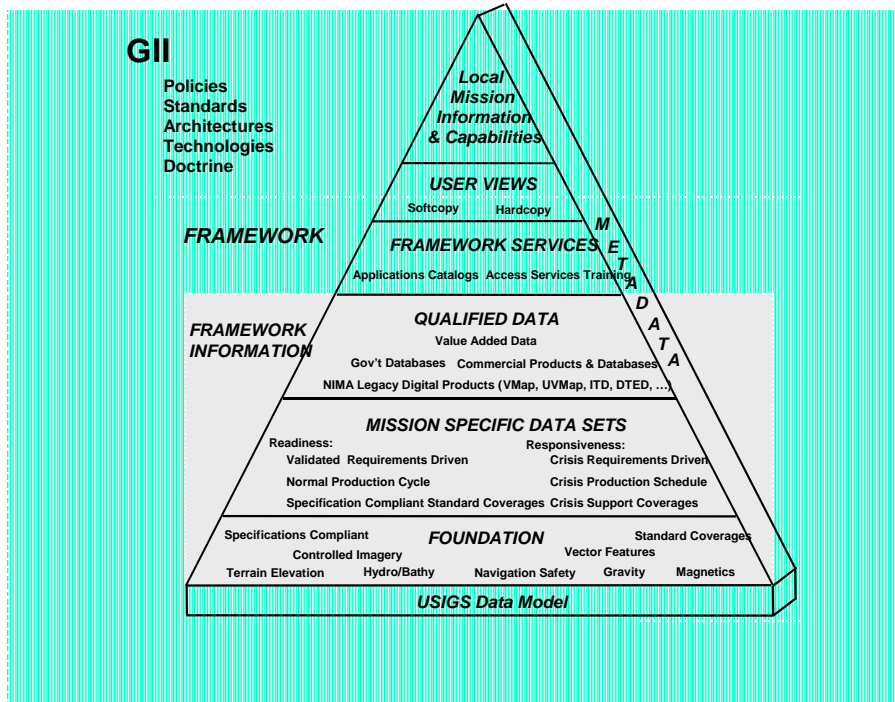 GII
Policies
Standards
Architectures
Technologies
Doctrine
Local
Mission
Information
& Capabilities
USER VIEWS
Softcopy Hardcopy
FRAMEWORK
FRAMEWORK SERVICES
Applications Catalogs Access Services Training
METADATA
FRAMEWORK
INFORMATION
QUALIFIED DATA
Value Added Data
Gov't Databases Commercial Products & Databases
NIMA Legacy Digital Products (VMap, UVMap, ITD, DTED, ...)
MISSION SPECIFIC DATA SETS
Readiness: Responsiveness:
Validated Requirements Driven Crisis Requirements Driven
Normal Production Cycle Crisis Production Schedule
Specification Compliant Standard Coverages Crisis Support Coverages
Specifications Compliant FOUNDATION Standard Coverages
Controlled Imagery Vector Features
Terrain Elevation Hydro/Bathy Navigation Safety Gravity Magnetics
USIGS Data Model